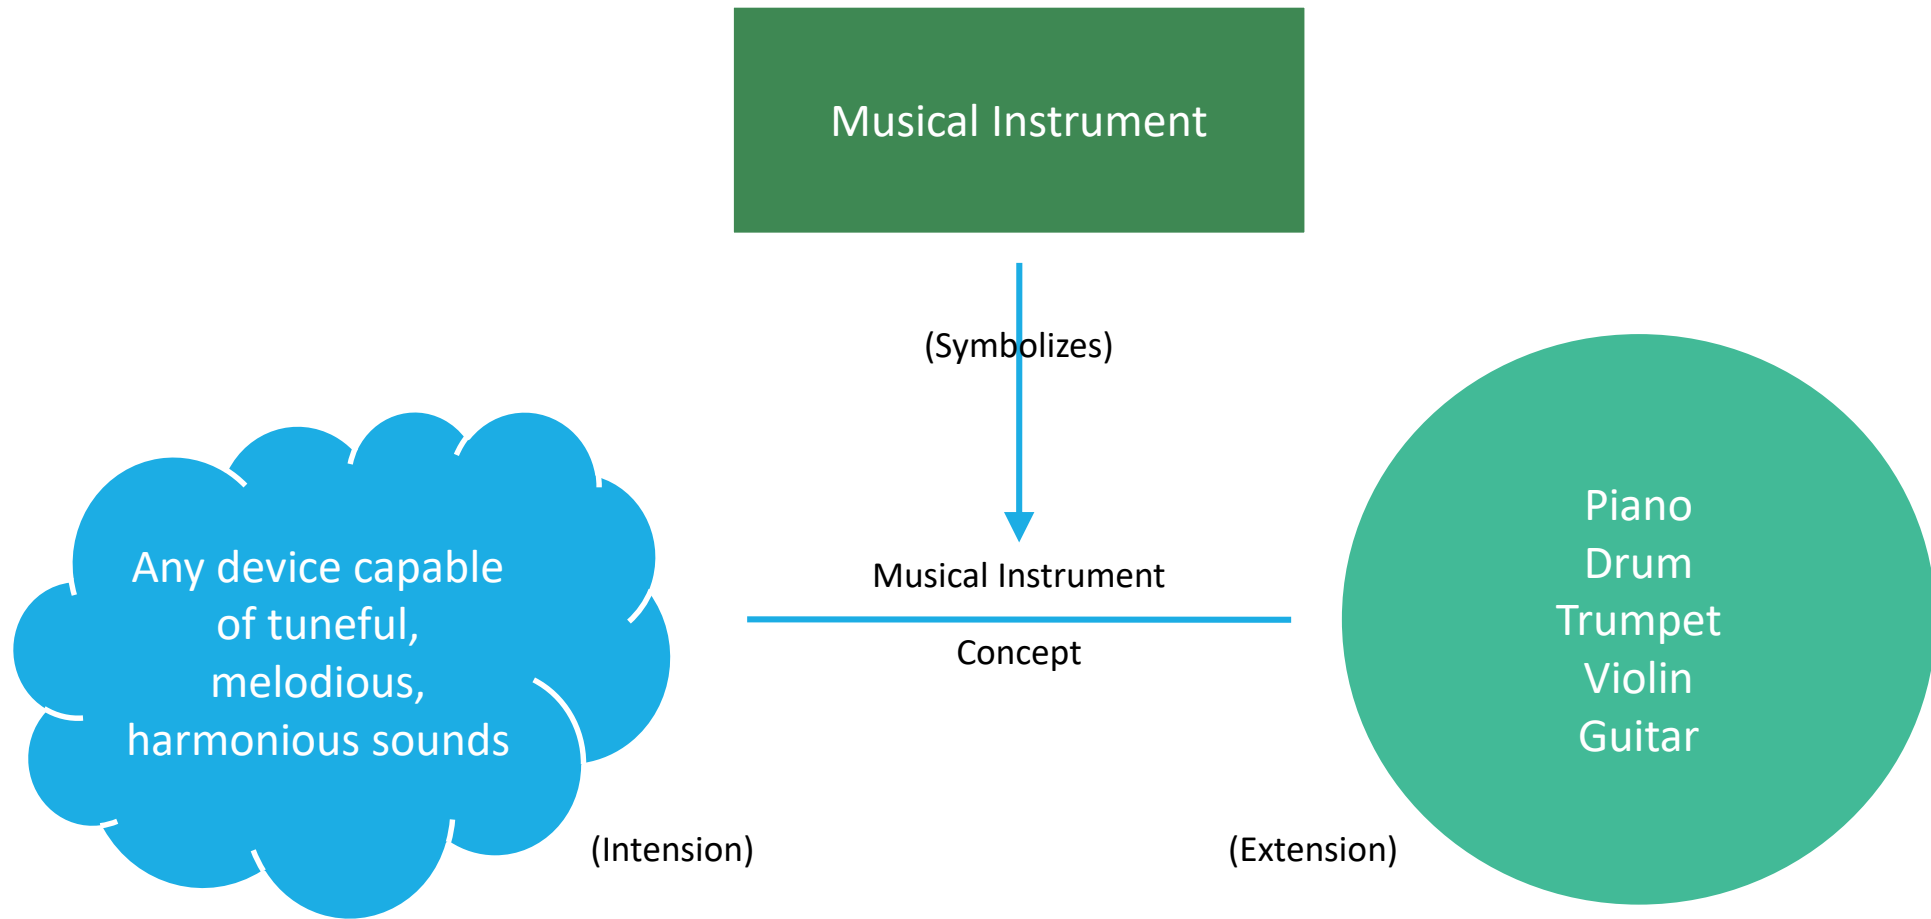 Musical Instrument
(Symbolizes)
Any device capable
of tuneful,
melodious,
harmonious sounds
Musical Instrument
Concept
Piano
Drum
Trumpet
Violin
Guitar
(Intension)
(Extension)